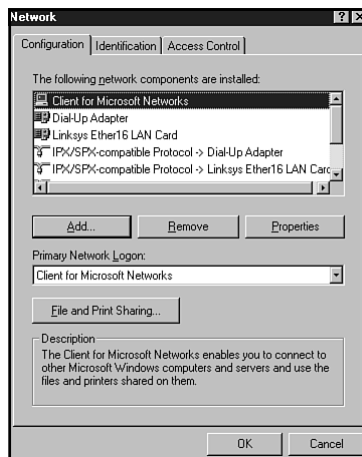 Network
Configuration Identification Access Control
The following network components are installed:
Client for Microsoft Networks
Dial-Up Adapter
Linksys Ether16 LAN Card
IPX/SPX-compatible Protocol -> Dial-Up Adapter
IPX/SPX-compatible Protocol -> Linksys Ether16 LAN Card
Add... Remove Properties
Primary Network Logon:
Client for Microsoft Networks
File and Print Sharing...
Description
The Client for Microsoft Networks enables you to connect to
other Microsoft Windows computers and servers and use the
files and printers shared on them.
OK Cancel